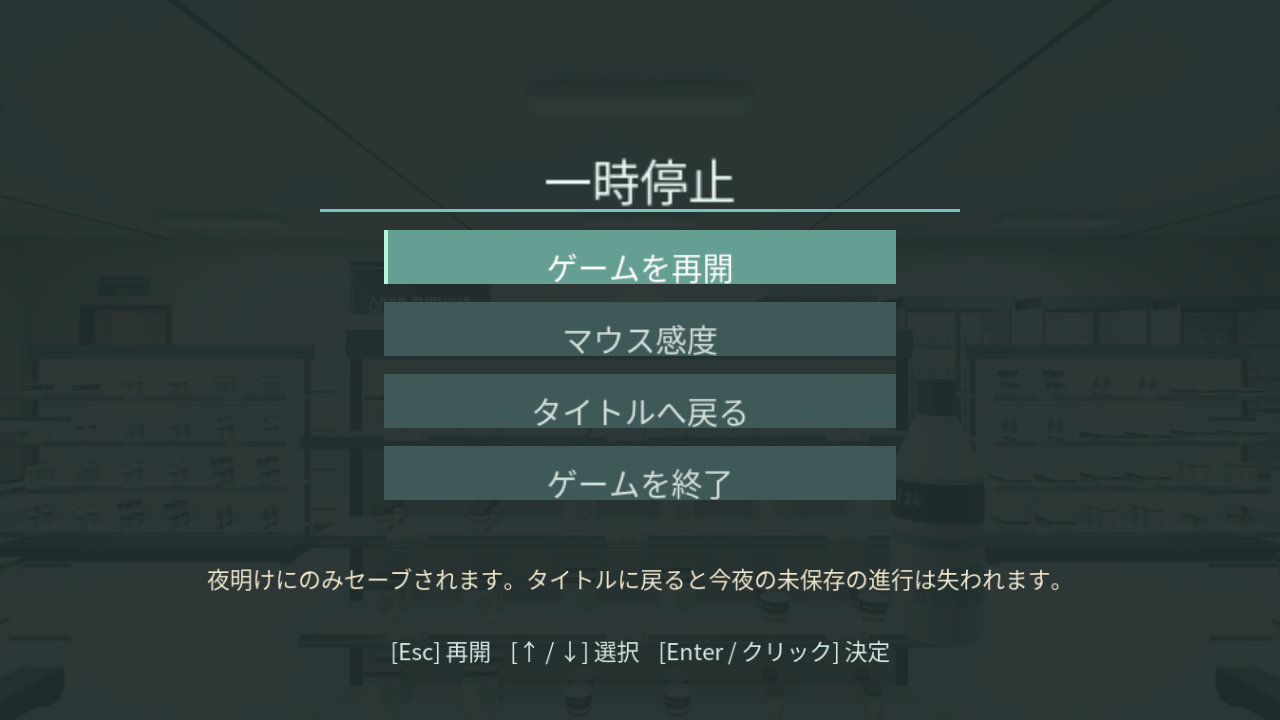 一時停止
ゲームを再開
マウス感度
タイトルへ戻る
ゲームを終了
24
夜明けにのみセーブされます。タイトルに戻ると今夜の未保存の進行は失われます。
[Esc] 再開 [↑ / ↓] 選択 [Enter / クリック] 決定